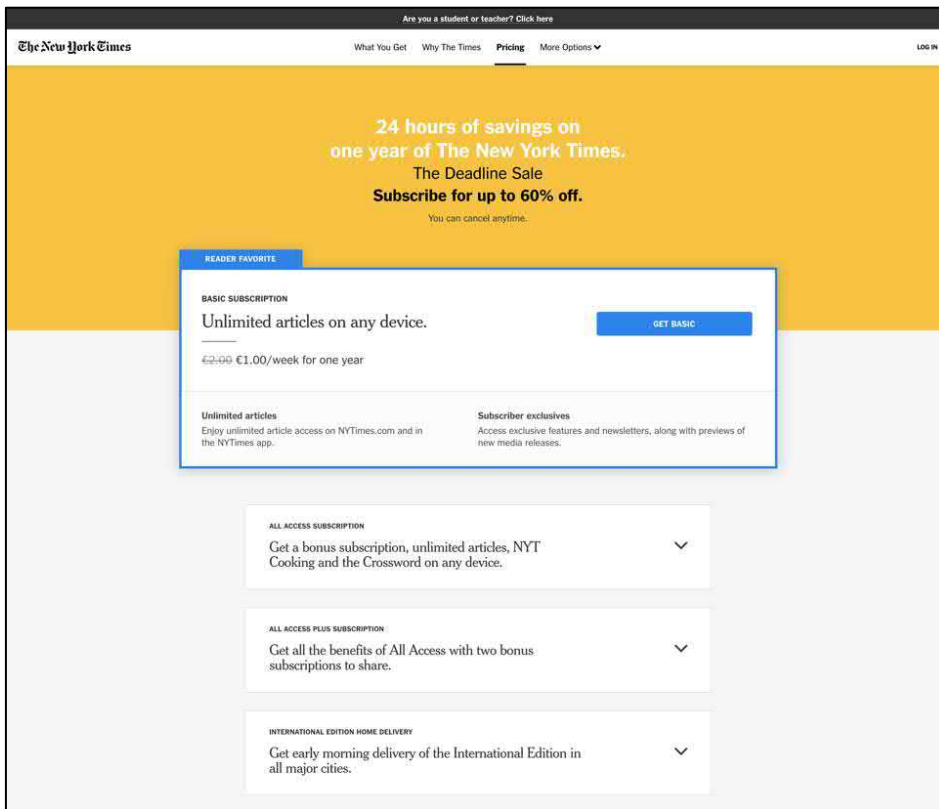 Are you a student or teacher? Click here
The New York Times
What You Get Why The Times Pricing More Options
LOG IN
24 hours of savings on
one year of The New York Times.
The Deadline Sale
Subscribe for up to 60% off.
You can cancel anytime.
READER FAVORITE
BASIC SUBSCRIPTION
Unlimited articles on any device.
GET BASIC
€2.00 €1.00/week for one year
Unlimited articles
Enjoy unlimited article access on NYTimes.com and in
the NYTimes app.
Subscriber exclusives
Access exclusive features and newsletters, along with previews of
new media releases.
ALL ACCESS SUBSCRIPTION
Get a bonus subscription, unlimited articles, NYT
Cooking and the Crossword on any device.
ALL ACCESS PLUS SUBSCRIPTION
Get all the benefits of All Access with two bonus
subscriptions to share.
INTERNATIONAL EDITION HOME DELIVERY
Get early morning delivery of the International Edition in
all major cities.